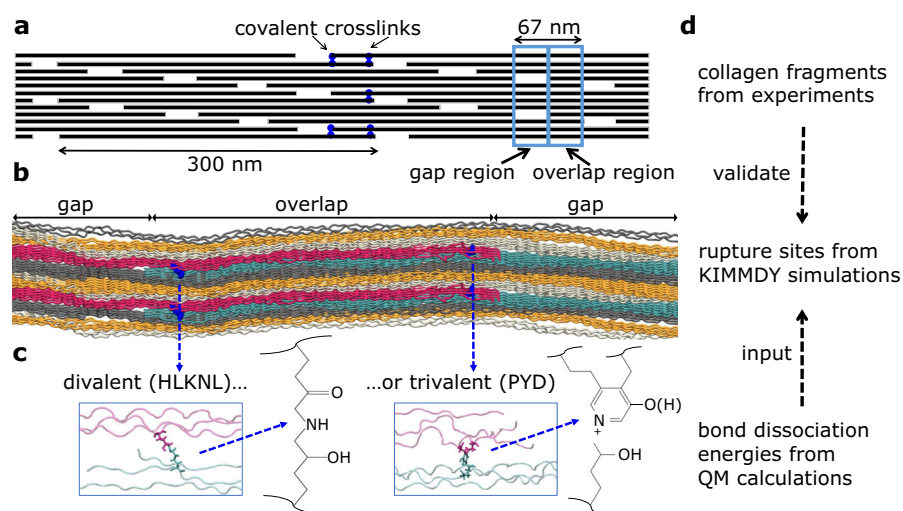 a
covalent crosslinks
67 nm
300 nm
gap region
overlap region
b
gap
overlap
gap
c
divalent (HLKNL)...
...or trivalent (PYD)
O
NH
OH
O(H)
N
+
OH
d
collagen fragments
from experiments
validate
rupture sites from
KIMMDY simulations
input
bond dissociation
energies from
QM calculations